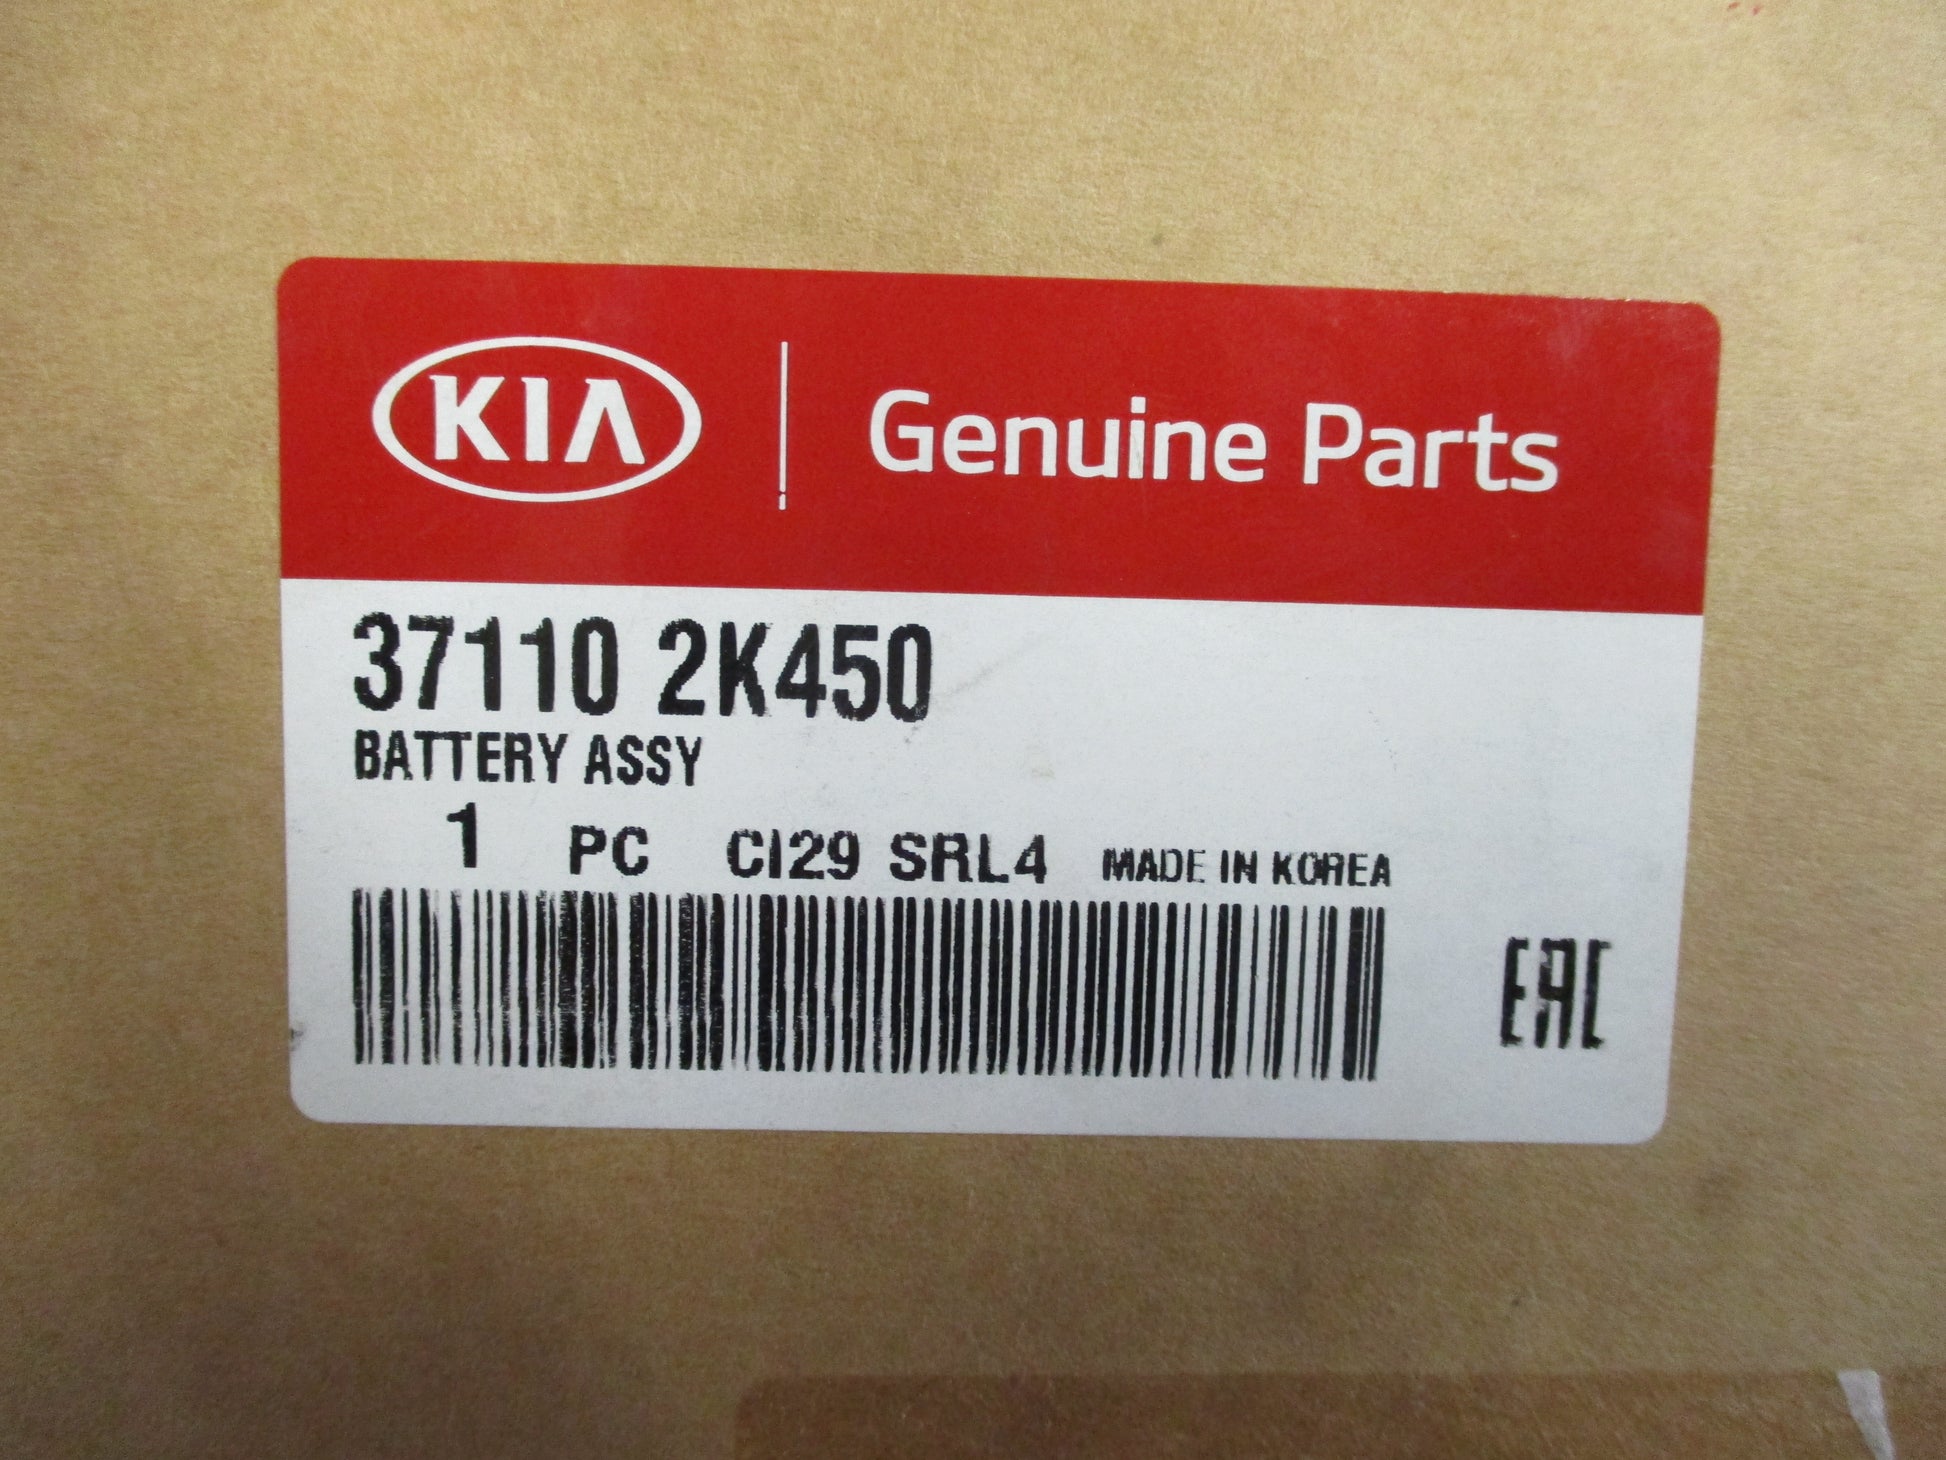 KIA Genuine Parts
37110 2K450
BATTERY ASSY
1 PC CI29 SRL4 MADE IN KOREA
EAC